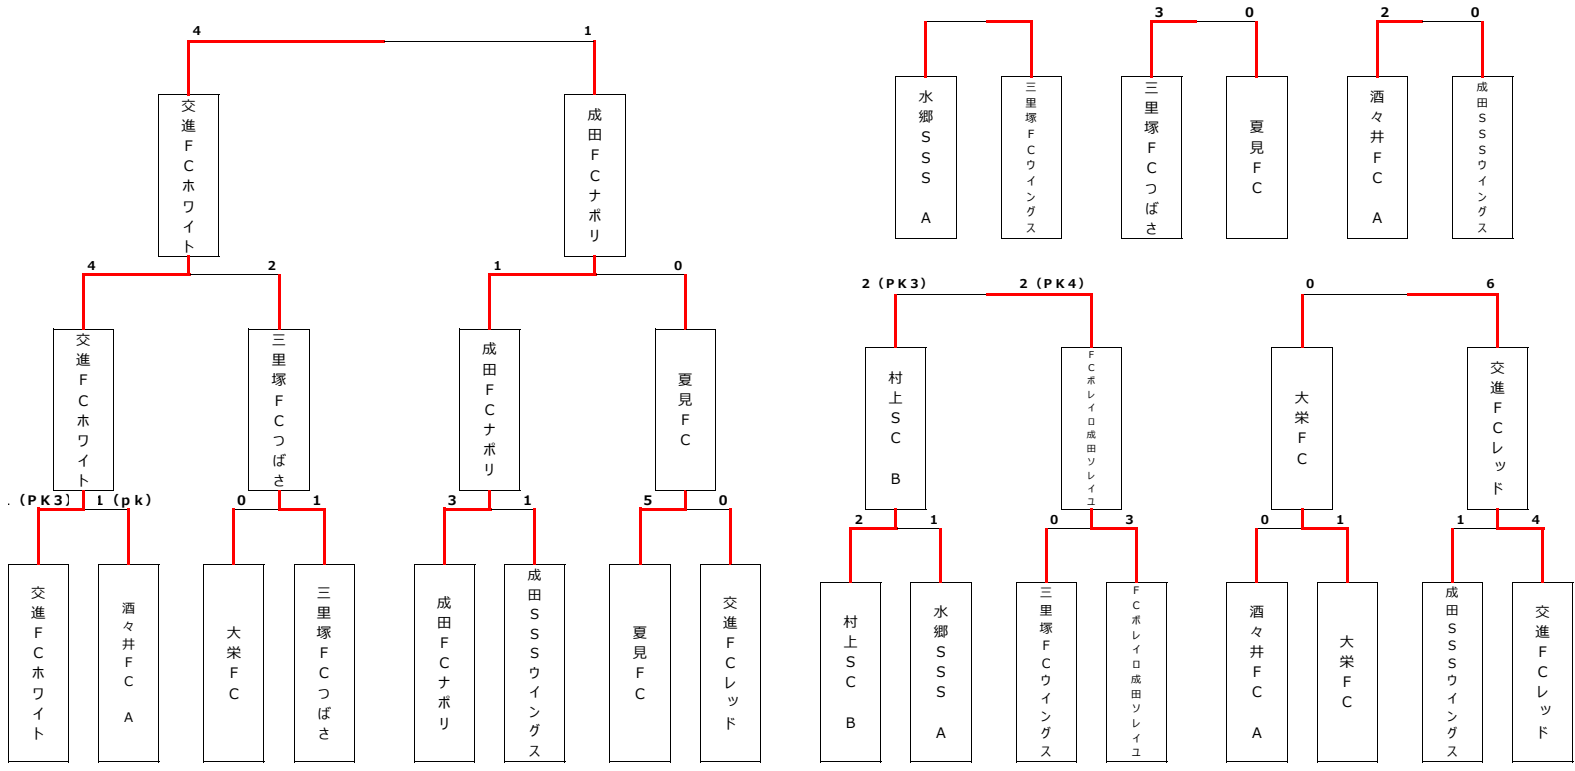 4
1
交進ＦＣホワイト
成田ＦＣナポリ
4
2
1
0
交進ＦＣホワイト
三里塚ＦＣつばさ
成田ＦＣナポリ
夏見ＦＣ
(PK3)
1(pk)
0
1
3
1
5
0
交進ＦＣホワイト
酒々井ＦＣ　Ａ
大栄ＦＣ
三里塚ＦＣつばさ
成田ＦＣナポリ
成田ＳＳＳウイングス
夏見ＦＣ
交進ＦＣレッド
3
0
2
0
水郷ＳＳＳ　Ａ
三里塚ＦＣウイングス
三里塚ＦＣつばさ
夏見ＦＣ
酒々井ＦＣ　Ａ
成田ＳＳＳウイングス
2（PK3）
2（PK4）
0
6
村上ＳＣ　Ｂ
ＦＣボレイロ成田ソレイユ
大栄ＦＣ
交進ＦＣレッド
2
1
0
3
0
1
1
4
村上ＳＣ　Ｂ
水郷ＳＳＳ　Ａ
三里塚ＦＣウイングス
ＦＣボレイロ成田ソレイユ
酒々井ＦＣ　Ａ
大栄ＦＣ
成田ＳＳＳウイングス
交進ＦＣレッド